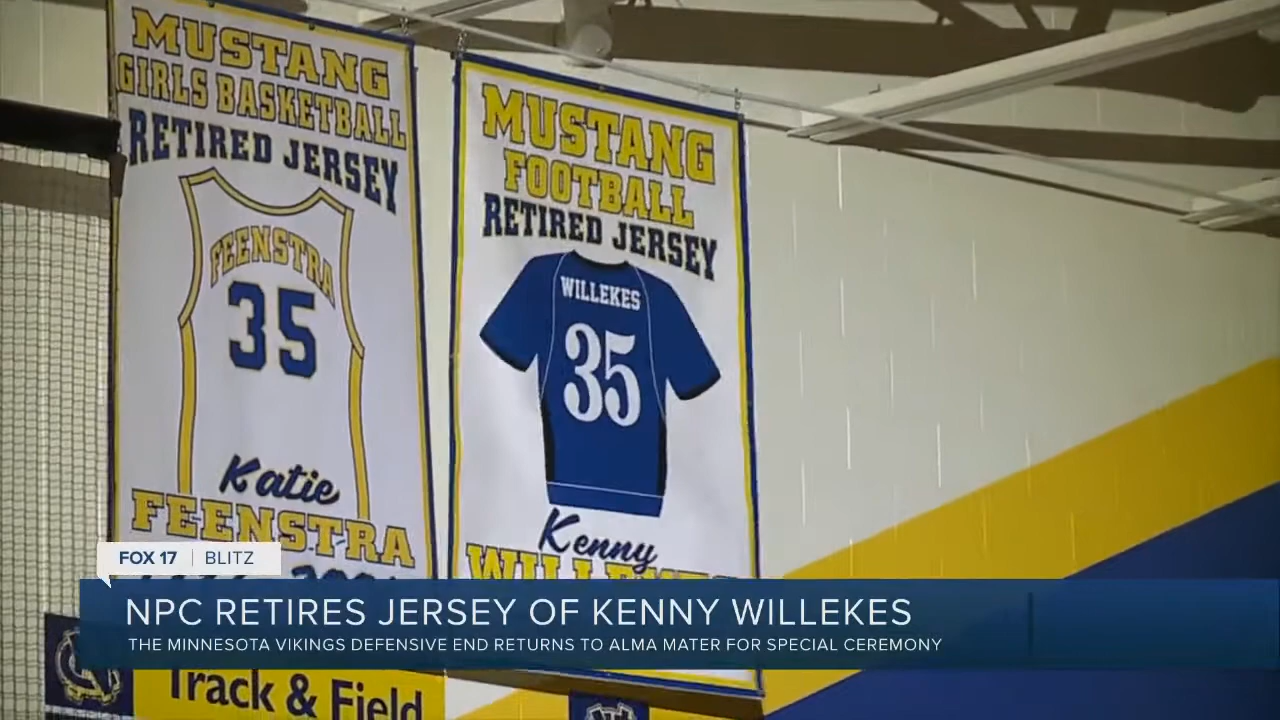 MUSTANG
GIRLS BASKETBALL
RETIRED JERSEY
FEENSTRA
35
Katie
FEENSTRA
MUSTANG
FOOTBALL
RETIRED JERSEY
WILLEKES
35
Kenny
WILLEKES
FOX 17 | BLITZ
NPC RETIRES JERSEY OF KENNY WILLEKES
THE MINNESOTA VIKINGS DEFENSIVE END RETURNS TO ALMA MATER FOR SPECIAL CEREMONY
Track & Field